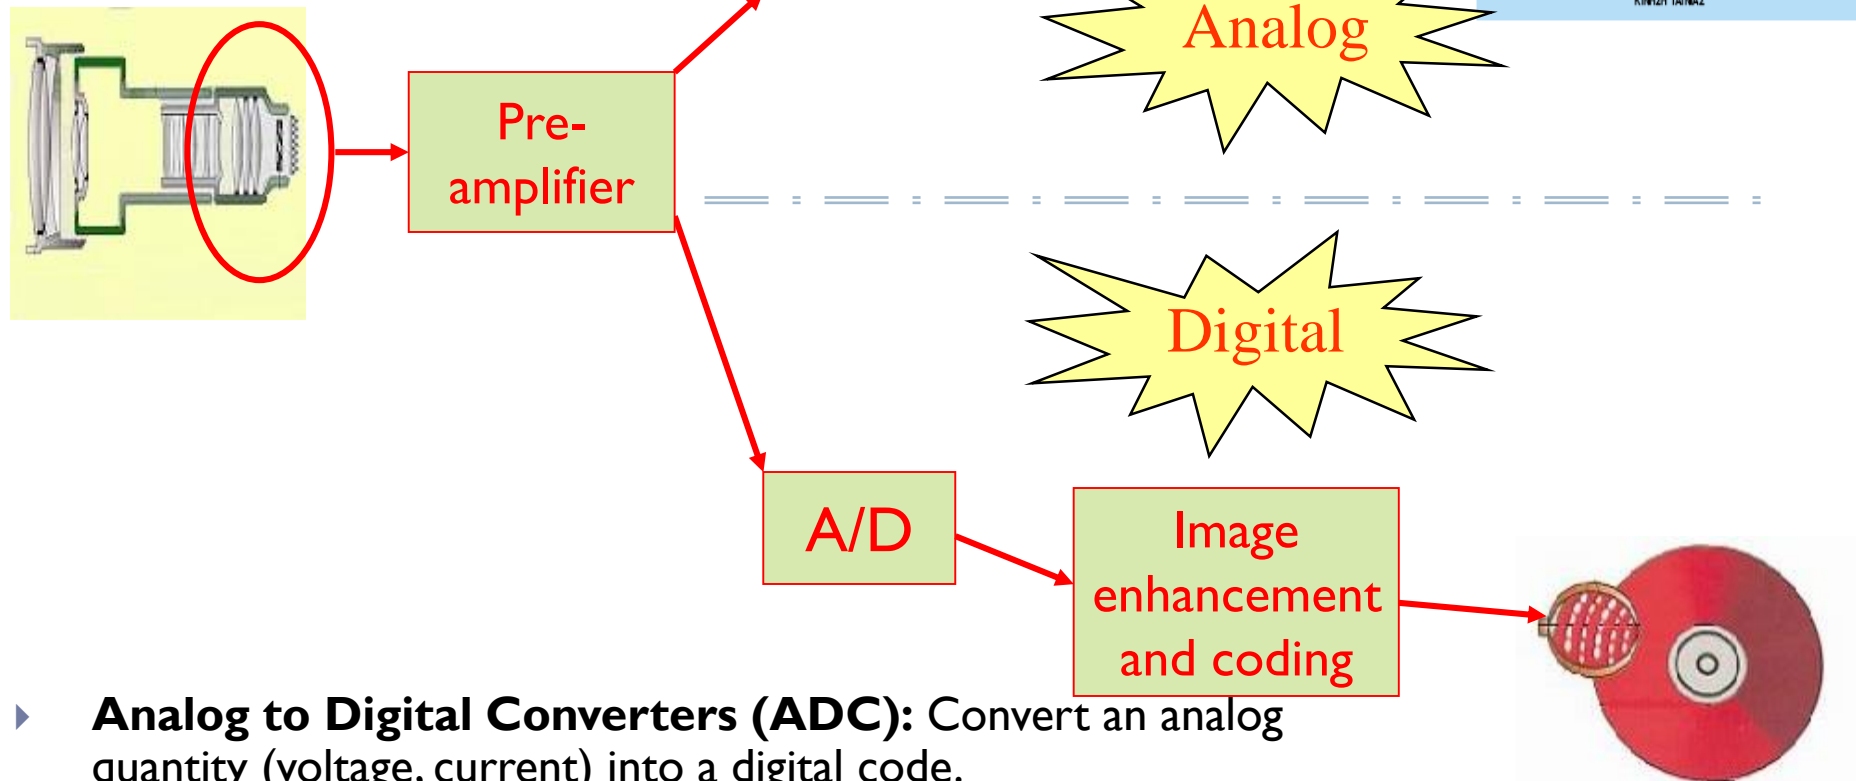 Analog
Pre-
amplifier
Digital
A/D
Image
enhancement
and coding
Analog to Digital Converters (ADC): Convert an analog
quantity (voltage, current) into a digital code.